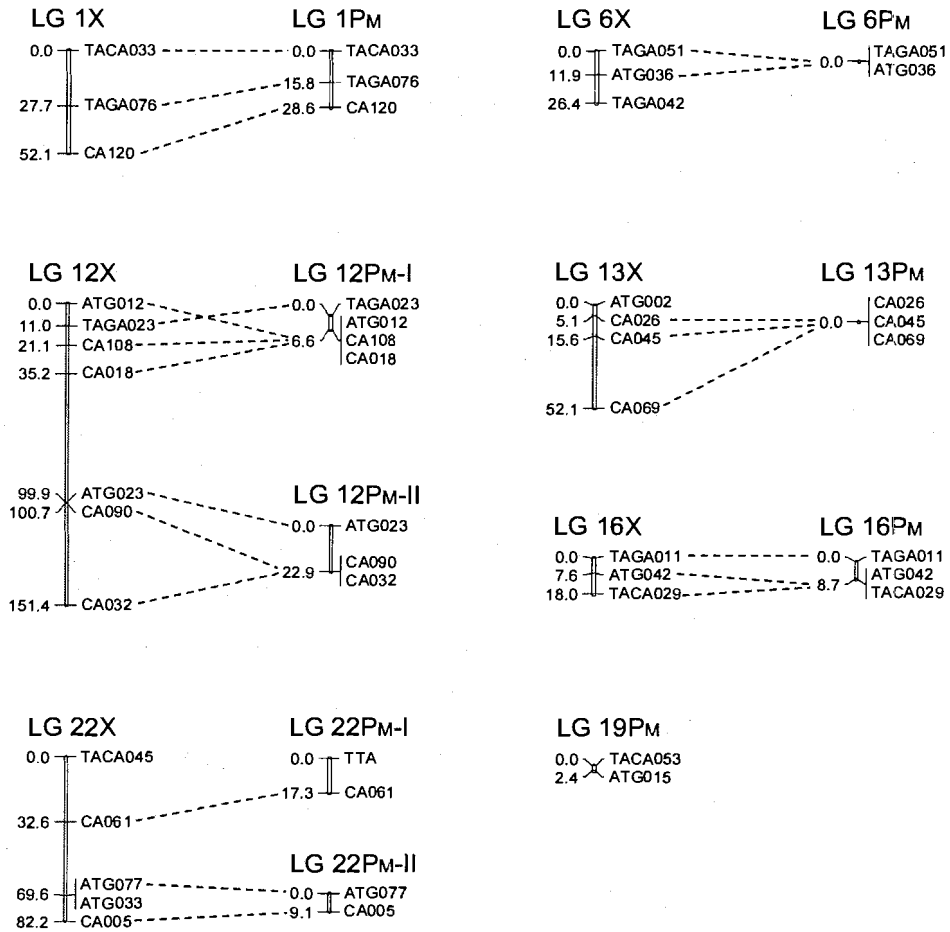 LG 1X
0.0 TACA033
27.7 TAGA076
52.1 CA120
LG 1PM
0.0 TACA033
15.8 TAGA076
28.6 CA120
LG 6X
0.0 TAGA051
11.9 ATG036
26.4 TAGA042
LG 6PM
0.0 TAGA051
ATG036
LG 12X
0.0 ATG012
11.0 TAGA023
21.1 CA108
35.2 CA018
99.9 ATG023
100.7 CA090
151.4 CA032
LG 12PM-I
0.0 TAGA023
ATG012
6.6 CA108
CA018
LG 12PM-II
0.0 ATG023
CA090
22.9 CA032
LG 13X
0.0 ATG002
5.1 CA026
15.6 CA045
52.1 CA069
LG 13PM
CA026
0.0 CA045
CA069
LG 16X
0.0 TAGA011
7.6 ATG042
18.0 TACA029
LG 16PM
0.0 TAGA011
ATG042
8.7 TACA029
LG 22X
0.0 TACA045
32.6 CA061
ATG077
69.6 ATG033
82.2 CA005
LG 22PM-I
0.0 TTA
17.3 CA061
LG 22PM-II
0.0 ATG077
9.1 CA005
LG 19PM
0.0 TACA053
2.4 ATG015